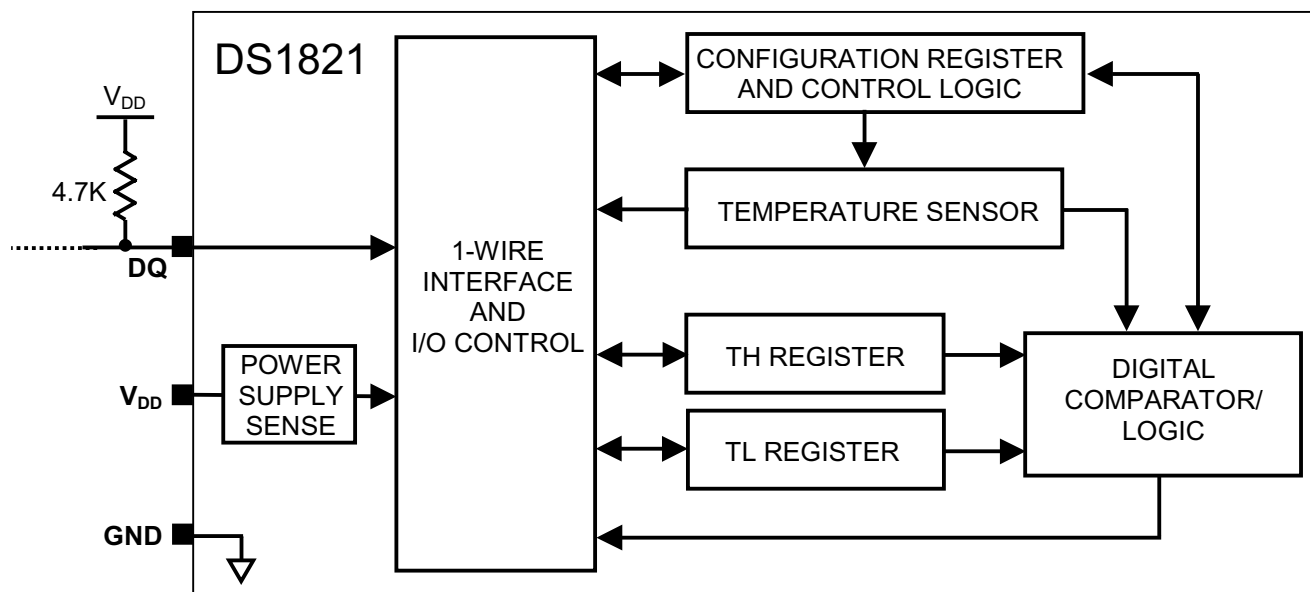 DS1821
V_DD
4.7K
DQ
V_DD
GND
POWER
SUPPLY
SENSE
1-WIRE
INTERFACE
AND
I/O CONTROL
CONFIGURATION REGISTER
AND CONTROL LOGIC
TEMPERATURE SENSOR
TH REGISTER
TL REGISTER
DIGITAL
COMPARATOR/
LOGIC